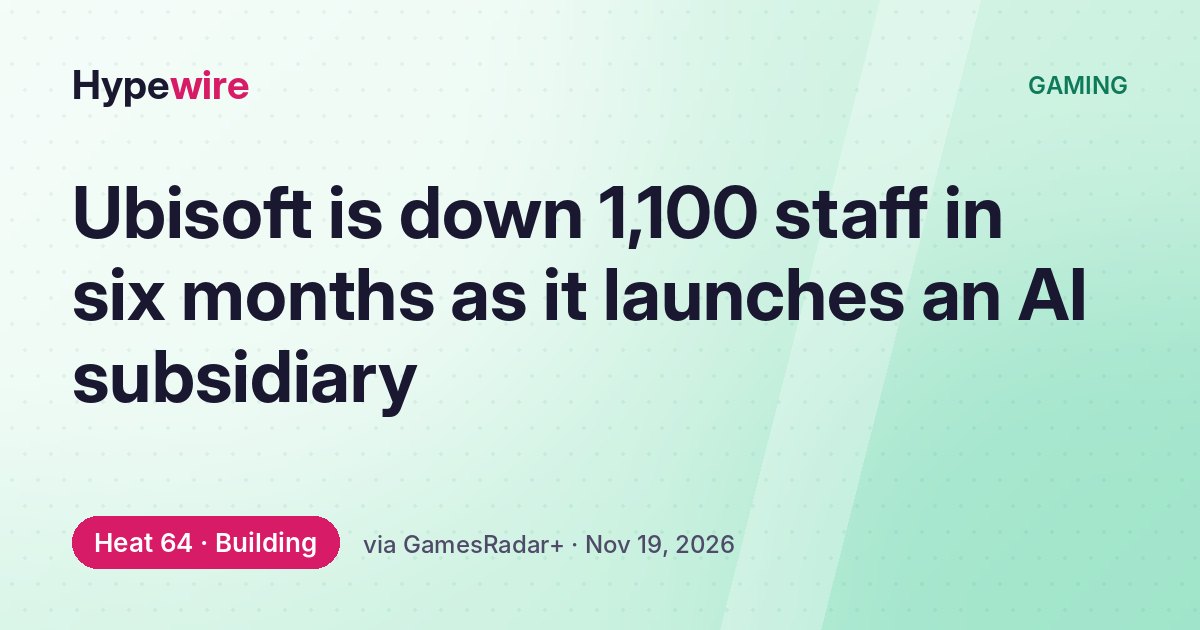 Hypewire
GAMING
Ubisoft is down 1,100 staff in
six months as it launches an AI
subsidiary
Heat 64 · Building
via GamesRadar+ · Nov 19, 2026